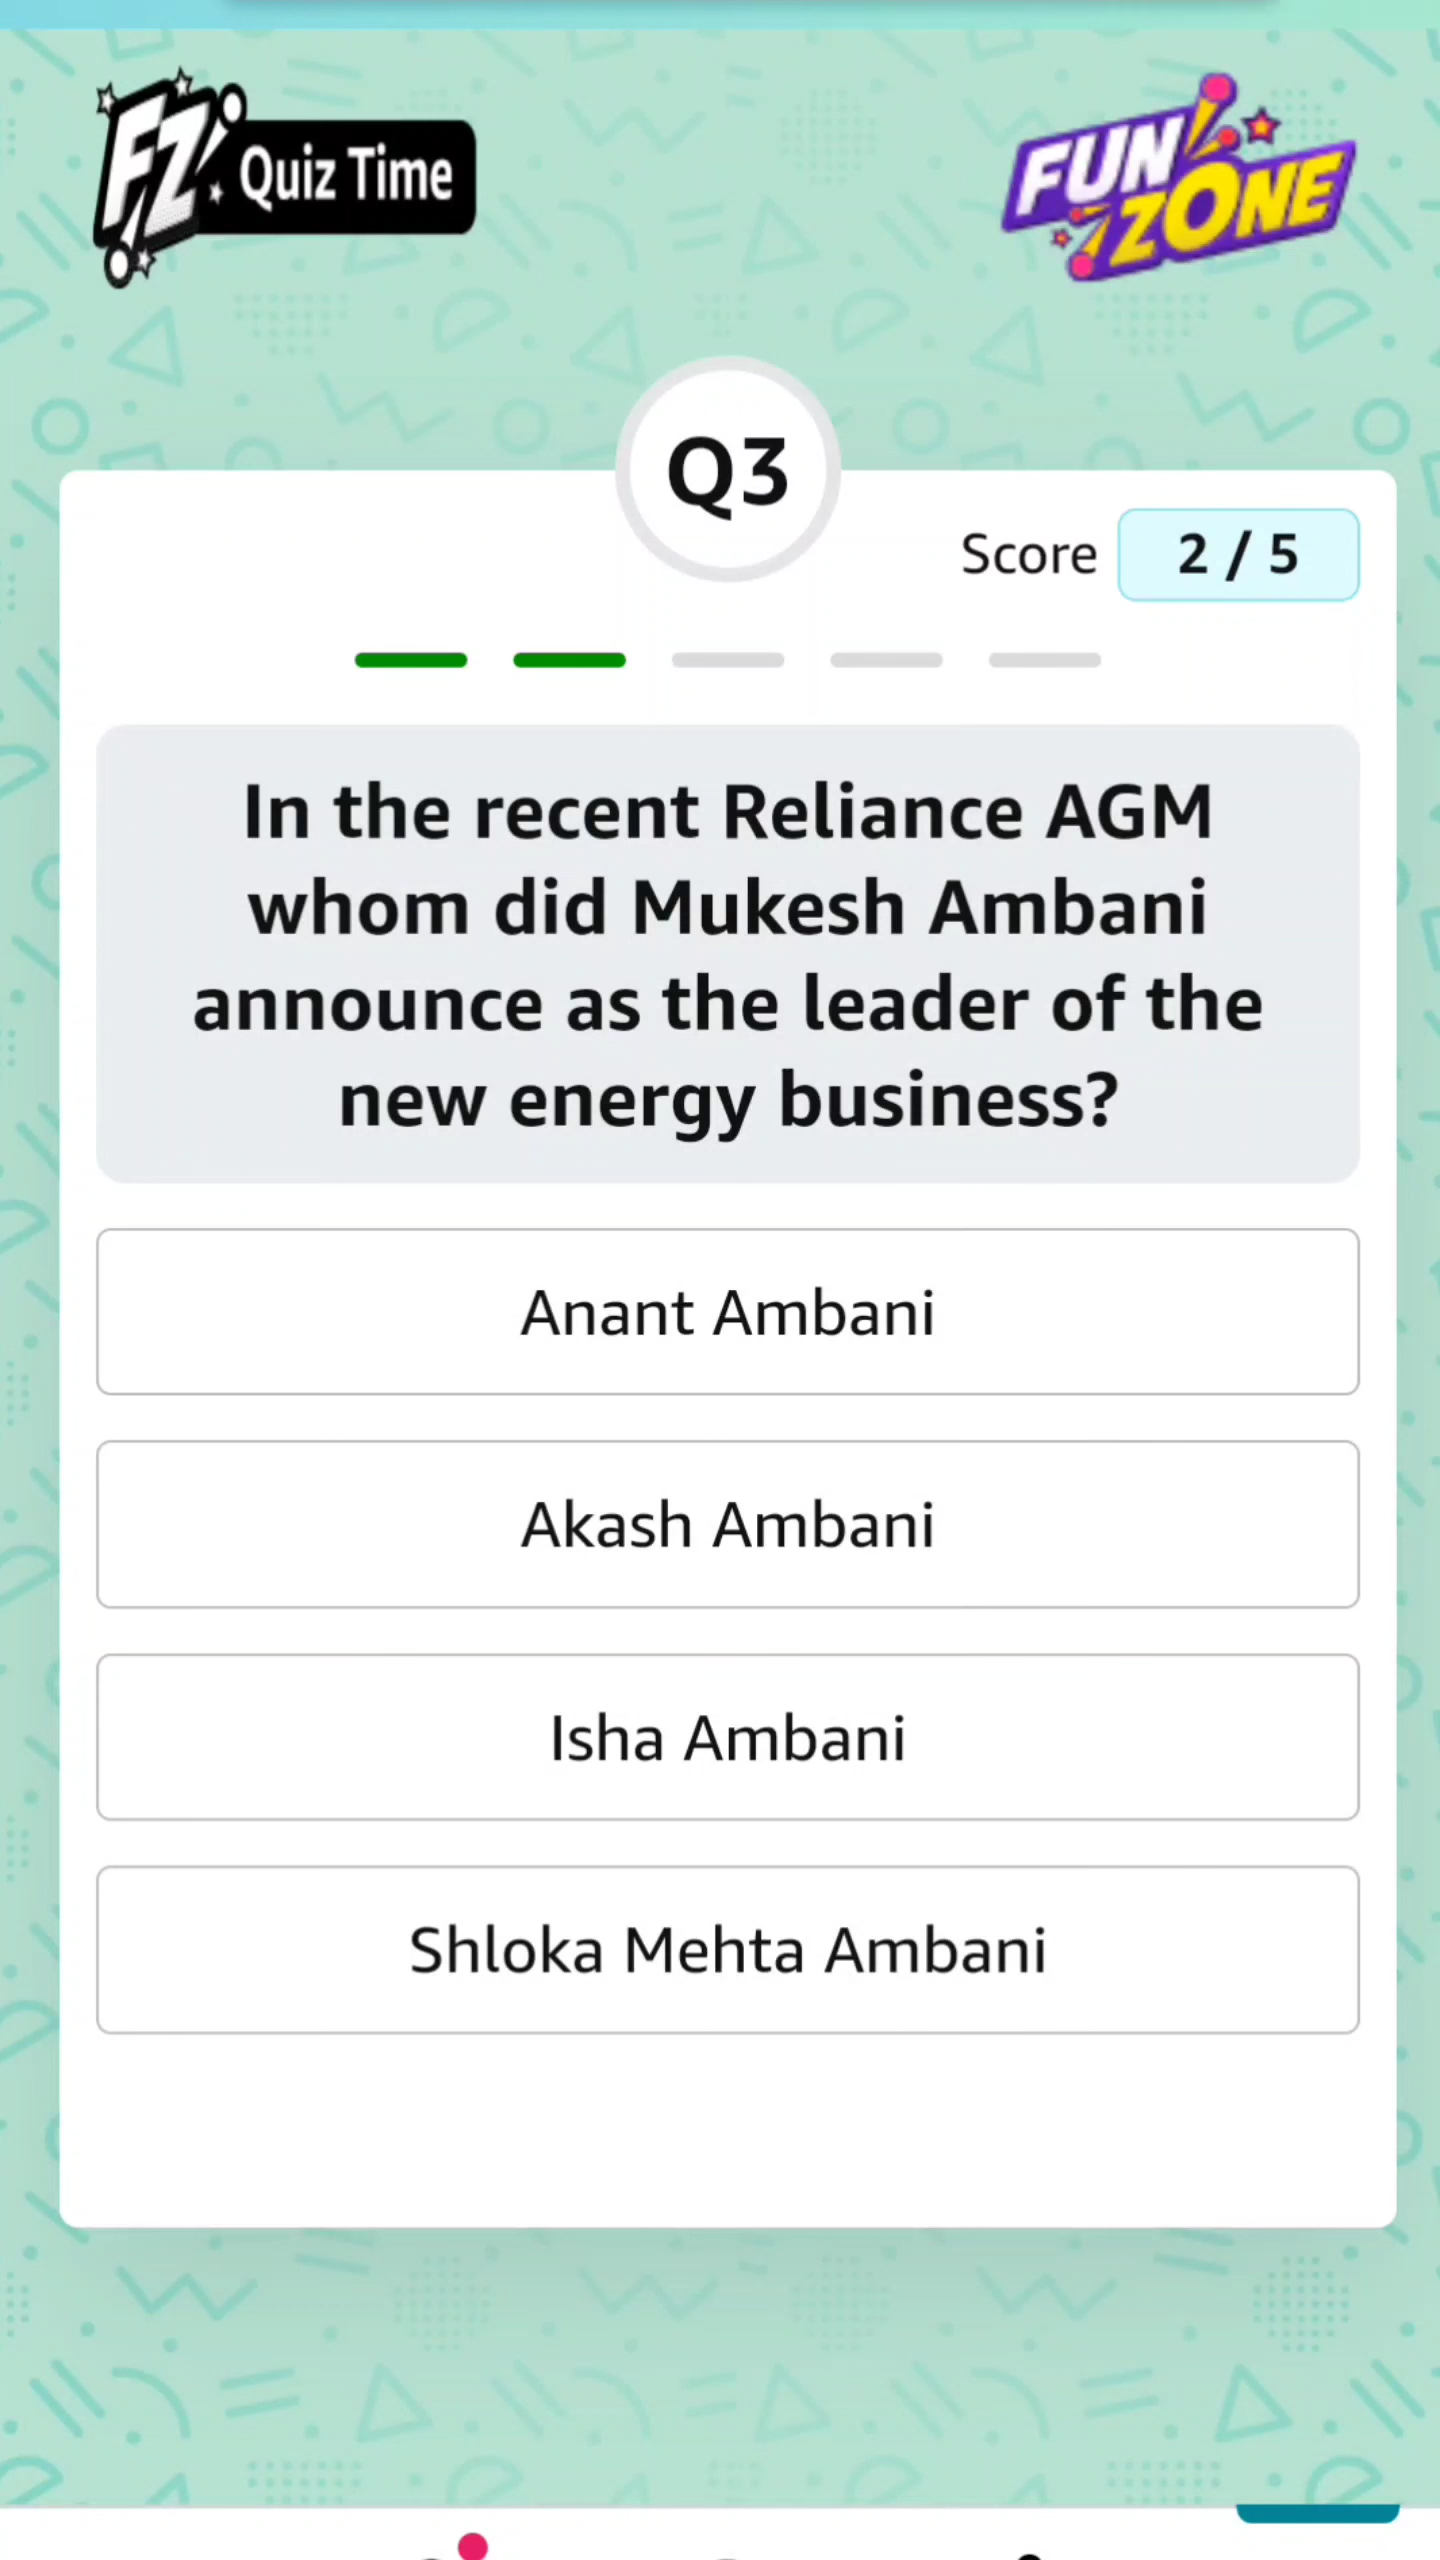 FZ Quiz Time
FUN
ZONE
Q3
Score 2 / 5
In the recent Reliance AGM
whom did Mukesh Ambani
announce as the leader of the
new energy business?
Anant Ambani
Akash Ambani
Isha Ambani
Shloka Mehta Ambani